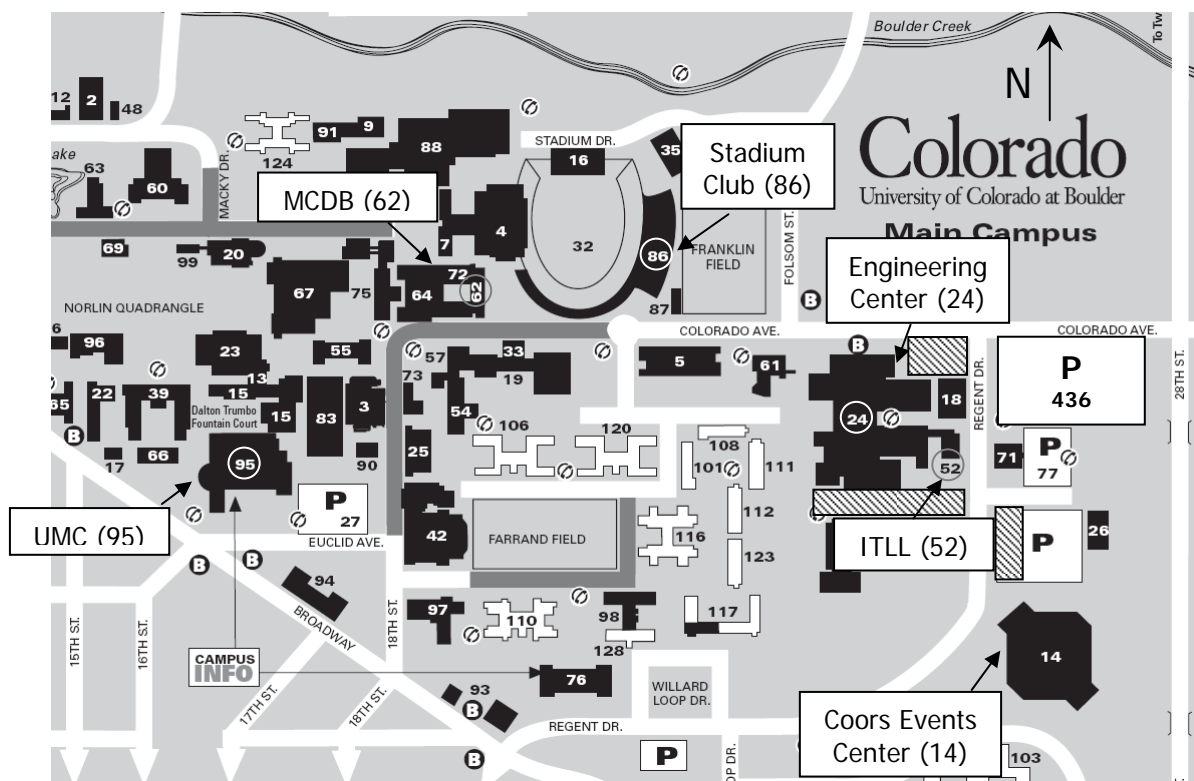 Boulder Creek
To Tw
N
12
2
48
91
9
124
88
STADIUM DR.
16
35
Stadium
Club (86)
Colorado
University of Colorado at Boulder
Main Campus
ake
63
60
MACKY DR.
MCDB (62)
7
4
32
86
FRANKLIN
FIELD
FOLSOM ST.
69
99
20
67
75
72
64
62
87
Engineering
Center (24)
B
NORLIN QUADRANGLE
COLORADO AVE.
COLORADO AVE.
6
96
23
55
57
33
19
5
61
B
P
436
28TH ST.
13
15
65
22
39
Dalton Trumbo
Fountain Court
15
83
3
73
54
106
120
108
24
18
REGENT DR.
B
17
66
95
90
25
101
111
52
71
P
77
UMC (95)
P
27
112
EUCLID AVE.
42
FARRAND FIELD
116
123
ITLL (52)
P
26
B
B
94
BROADWAY
18TH ST.
97
110
98
128
117
15TH ST.
16TH ST.
CAMPUS
INFO
76
WILLARD
LOOP DR.
14
17TH ST.
18TH ST.
93
B
REGENT DR.
Coors Events
Center (14)
B
P
OP DR.
103